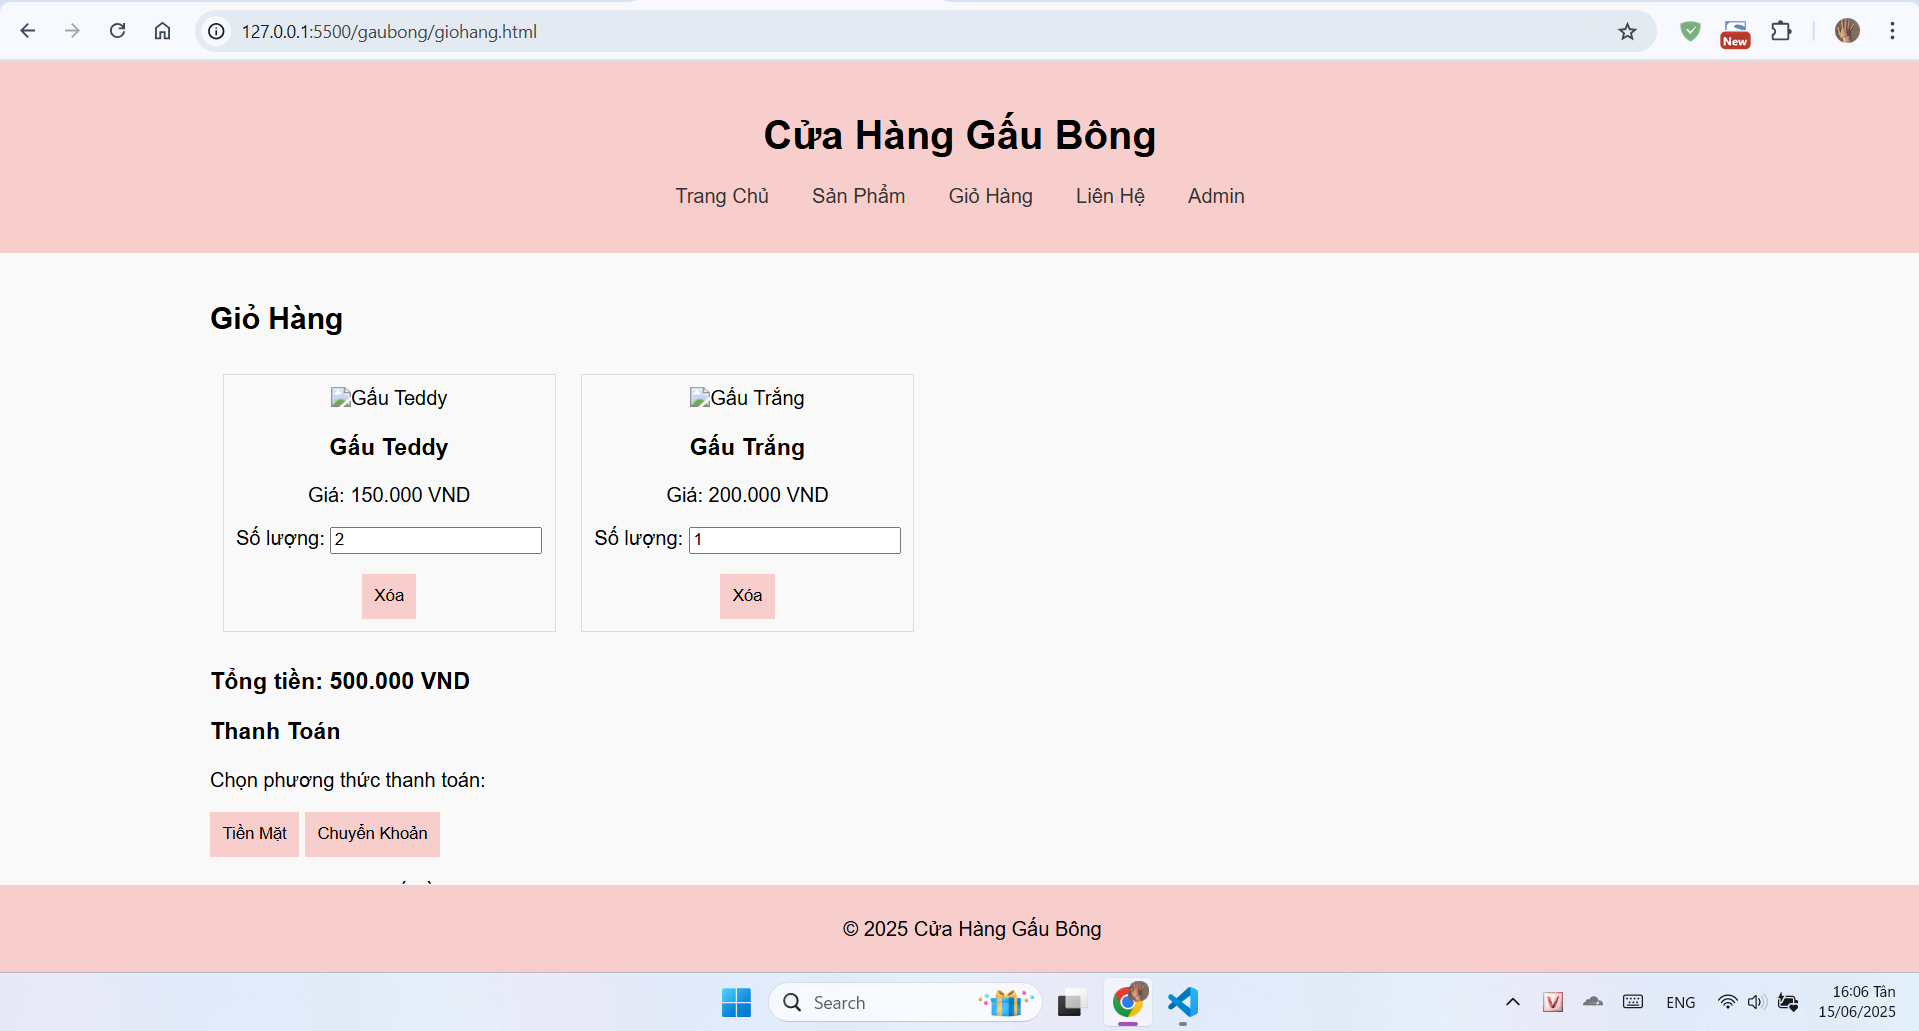 127.0.0.1:5500/gaubong/giohang.html
New
Cửa Hàng Gấu Bông
Trang Chủ Sản Phẩm Giỏ Hàng Liên Hệ Admin
Giỏ Hàng
Gấu Teddy
Gấu Teddy
Giá: 150.000 VND
Số lượng: 2
Xóa
Gấu Trắng
Gấu Trắng
Giá: 200.000 VND
Số lượng: 1
Xóa
Tổng tiền: 500.000 VND
Thanh Toán
Chọn phương thức thanh toán:
Tiền Mặt Chuyển Khoản
© 2025 Cửa Hàng Gấu Bông
Search
V
ENG
16:06 Tân
15/06/2025